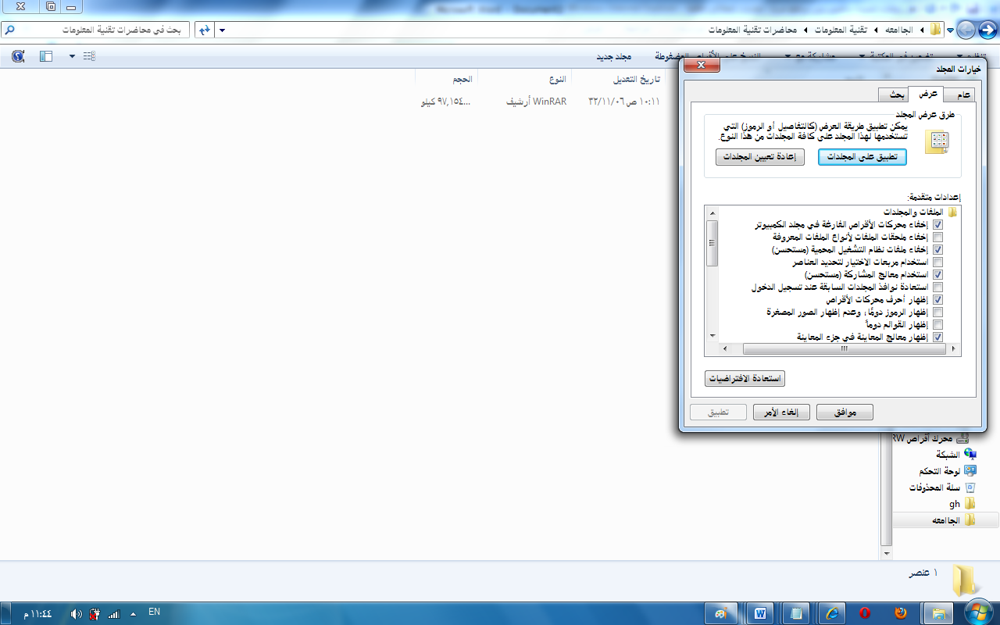 الجاامعه ◂ تقنية المعلومات ◂ محاضرات تقنية المعلومات
بحث في محاضرات تقنية المعلومات
مجلد جديد
تاريخ التعديل النوع الحجم
١٠:١١ ص ٣٢/١١/٠٦ WinRAR أرشيف ٩٧,١٥٤ كيلو...
خيارات المجلد
عام عرض بحث
طرق عرض المجلد
يمكن تطبيق طريقة العرض (كالتفاصيل أو الرموز) التي
تستخدمها لهذا المجلد على كافة المجلدات من هذا النوع.
تطبيق على المجلدات إعادة تعيين المجلدات
إعدادات متقدمة:
الملفات والمجلدات
إخفاء محركات الأقراص الفارغة في مجلد الكمبيوتر
إخفاء ملحقات الملفات لأنواع الملفات المعروفة
إخفاء ملفات نظام التشغيل المحمية (مستحسن)
استخدام مربعات الاختيار لتحديد العناصر
استخدام معالج المشاركة (مستحسن)
استعادة نوافذ المجلدات السابقة عند تسجيل الدخول
إظهار أحرف محركات الأقراص
إظهار الرموز دومًا، وعدم إظهار الصور المصغرة
إظهار القوائم دوماً
إظهار معالج المعاينة في جزء المعاينة
استعادة الافتراضيات
موافق إلغاء الأمر تطبيق
محرك أقراص RW
الشبكة
لوحة التحكم
سلة المحذوفات
gh
الجاامعه
١ عنصر
EN
١١:٤٤ م